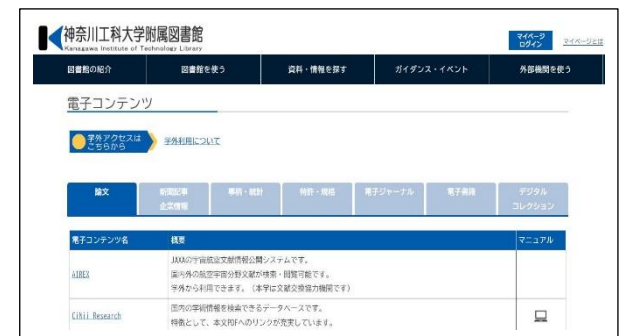 神奈川工科大学附属図書館
Kanagawa Institute of Technology Library
マイページ
ログイン
マイページとは
図書館の紹介
図書館を使う
資料・情報を探す
ガイダンス・イベント
外部機関を使う
電子コンテンツ
学外アクセスは
こちらから
学外利用について
論文
新聞記事
企業情報
事柄・統計
特許・規格
電子ジャーナル
電子書籍
デジタル
コレクション
電子コンテンツ名
概要
マニュアル
AIREX
JAXAの宇宙航空文献情報公開システムです。
国内外の航空宇宙分野文献が検索・閲覧可能です。
学外から利用できます。（本学は文献交換協力機関です）
CiNii Research
国内の学術情報を検索できるデータベースです。
特徴として、本文PDFへのリンクが充実しています。